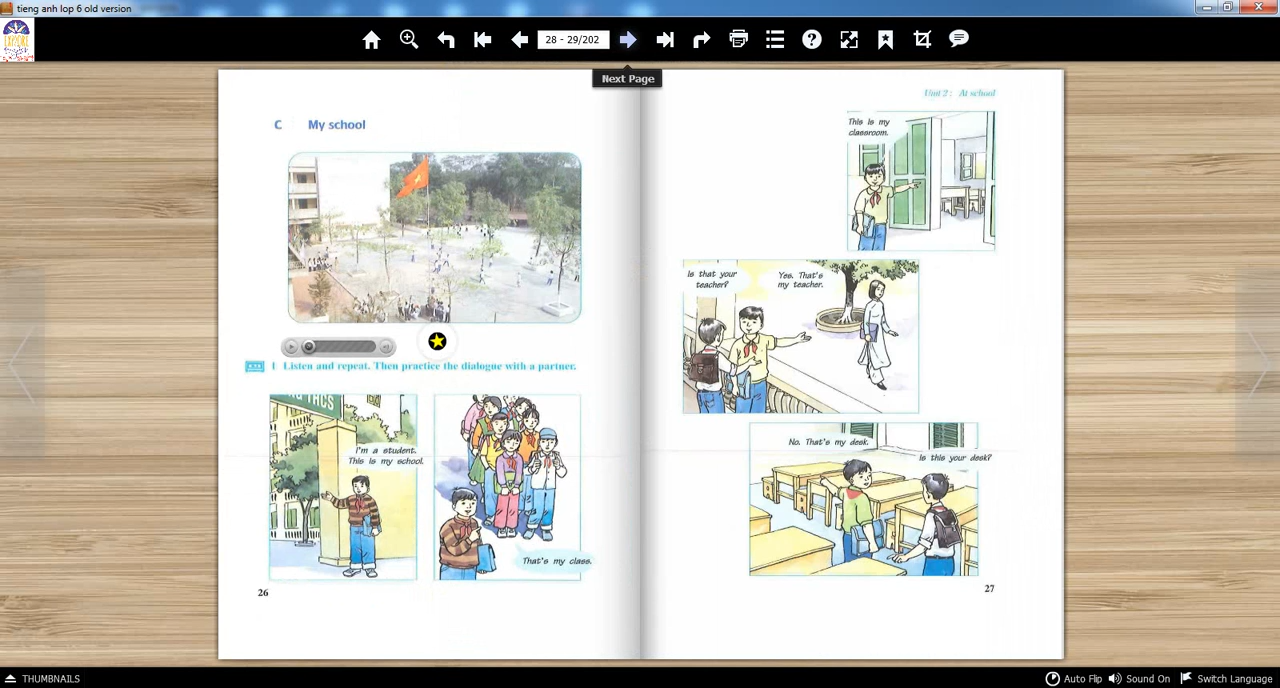 tieng anh lop 6 old version
EXPLORE
28 - 29/202
Next Page
C My school
1 Listen and repeat. Then practice the dialogue with a partner.
THCS
I'm a student.
This is my school.
That's my class.
26
Unit 2 : At school
This is my
classroom.
Is that your
teacher?
Yes. That's
my teacher.
No. That's my desk.
Is this your desk?
27
THUMBNAILS
Auto Flip
Sound On
Switch Language